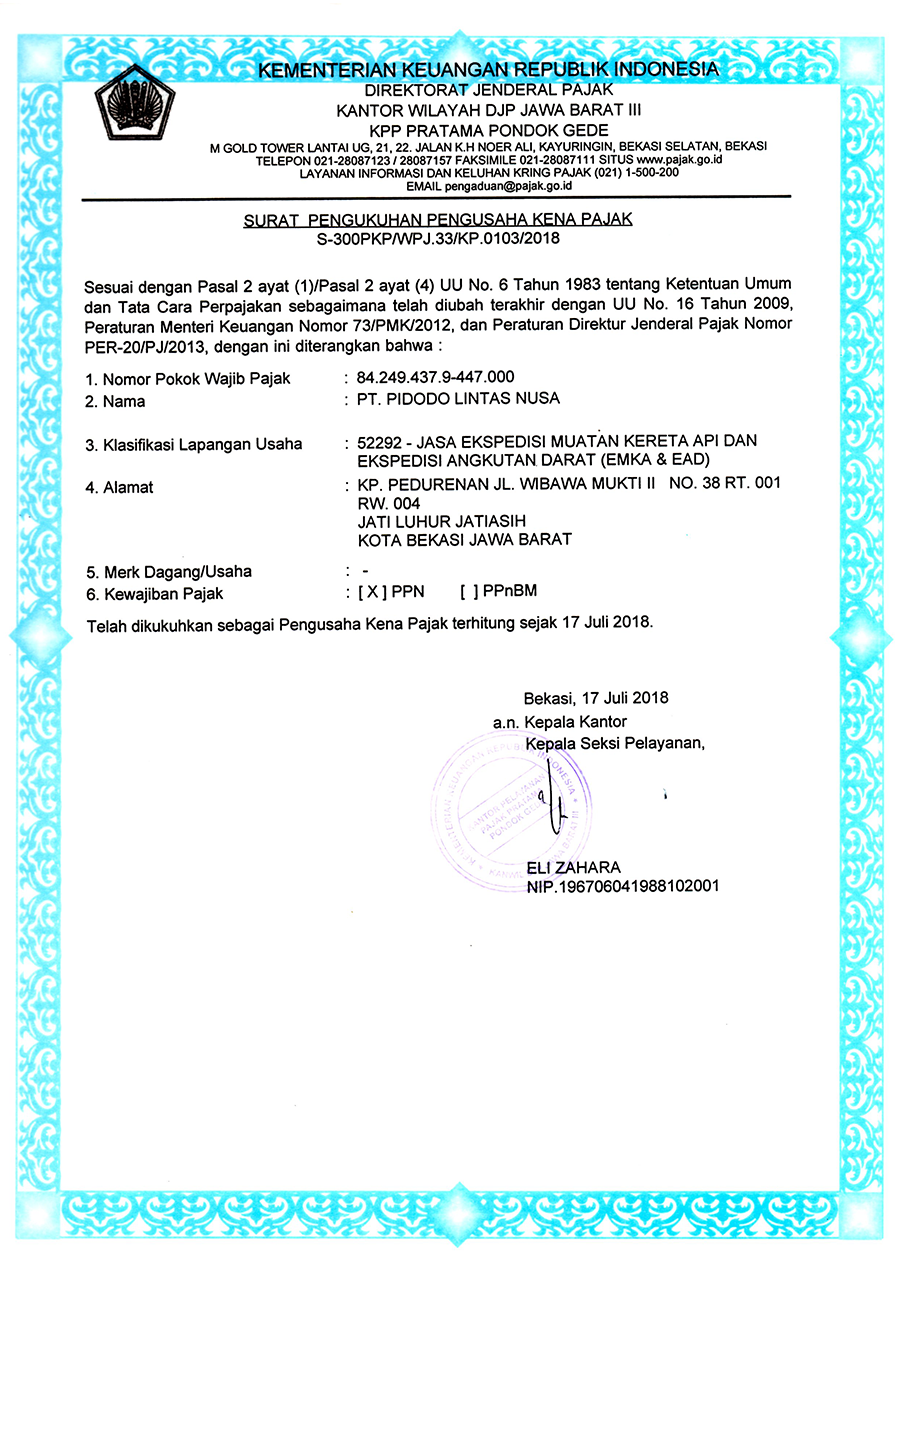 KEMENTERIAN KEUANGAN REPUBLIK INDONESIA
DIREKTORAT JENDERAL PAJAK
KANTOR WILAYAH DJP JAWA BARAT III
KPP PRATAMA PONDOK GEDE
M GOLD TOWER LANTAI UG, 21, 22. JALAN K.H NOER ALI, KAYURINGIN, BEKASI SELATAN, BEKASI
TELEPON 021-28087123 / 28087157 FAKSIMILE 021-28087111 SITUS www.pajak.go.id
LAYANAN INFORMASI DAN KELUHAN KRING PAJAK (021) 1-500-200
EMAIL pengaduan@pajak.go.id
SURAT PENGUKUHAN PENGUSAHA KENA PAJAK
S-300PKP/WPJ.33/KP.0103/2018
Sesuai dengan Pasal 2 ayat (1)/Pasal 2 ayat (4) UU No. 6 Tahun 1983 tentang Ketentuan Umum
dan Tata Cara Perpajakan sebagaimana telah diubah terakhir dengan UU No. 16 Tahun 2009,
Peraturan Menteri Keuangan Nomor 73/PMK/2012, dan Peraturan Direktur Jenderal Pajak Nomor
PER-20/PJ/2013, dengan ini diterangkan bahwa :
1. Nomor Pokok Wajib Pajak : 84.249.437.9-447.000
2. Nama : PT. PIDODO LINTAS NUSA
3. Klasifikasi Lapangan Usaha : 52292 - JASA EKSPEDISI MUATAN KERETA API DAN
EKSPEDISI ANGKUTAN DARAT (EMKA & EAD)
4. Alamat : KP. PEDURENAN JL. WIBAWA MUKTI II NO. 38 RT. 001
RW. 004
JATI LUHUR JATIASIH
KOTA BEKASI JAWA BARAT
5. Merk Dagang/Usaha : -
6. Kewajiban Pajak : [ X ] PPN [ ] PPnBM
Telah dikukuhkan sebagai Pengusaha Kena Pajak terhitung sejak 17 Juli 2018.
Bekasi, 17 Juli 2018
a.n. Kepala Kantor
Kepala Seksi Pelayanan,
KANTOR PELAYANAN
PAJAK PRATAMA
PONDOK GEDE
ELI ZAHARA
NIP.196706041988102001